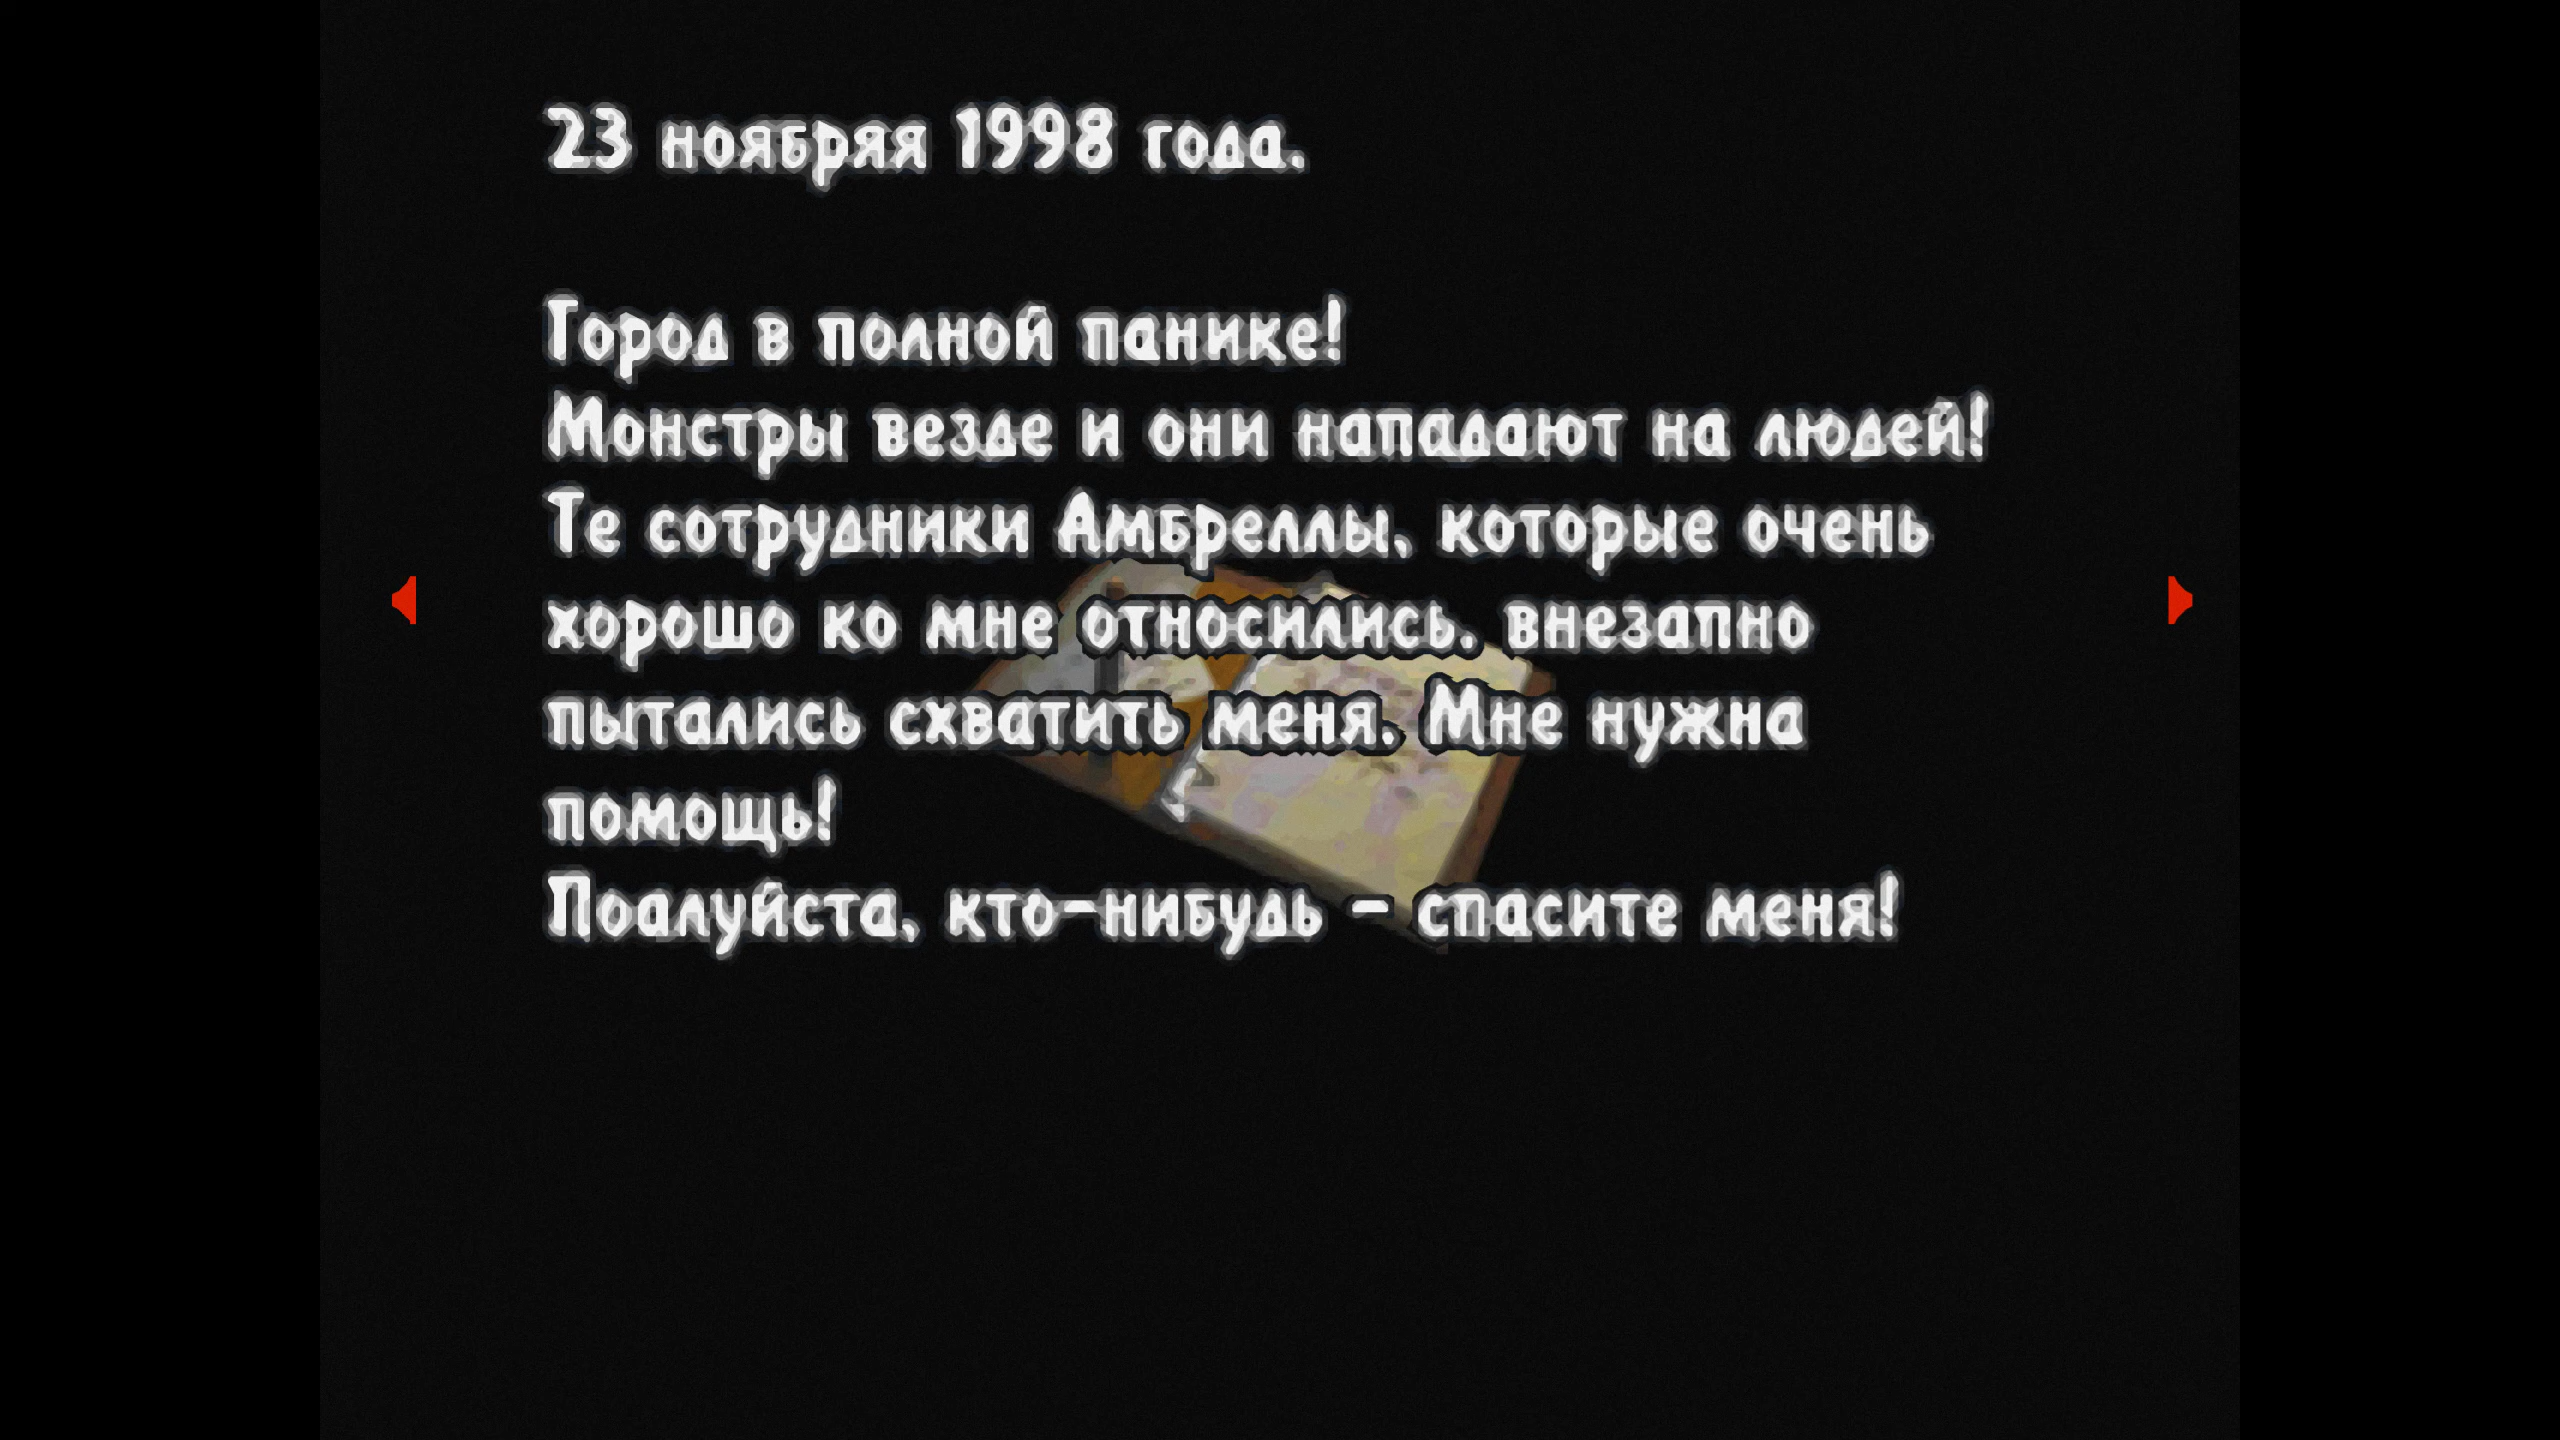 23 ноябряя 1998 года.
Город в полной панике!
Монстры везде и они нападают на людей!
Те сотрудники Амбреллы, которые очень
хорошо ко мне относились, внезапно
пытались схватить меня. Мне нужна
помощь!
Поалуйста, кто-нибудь - спасите меня!